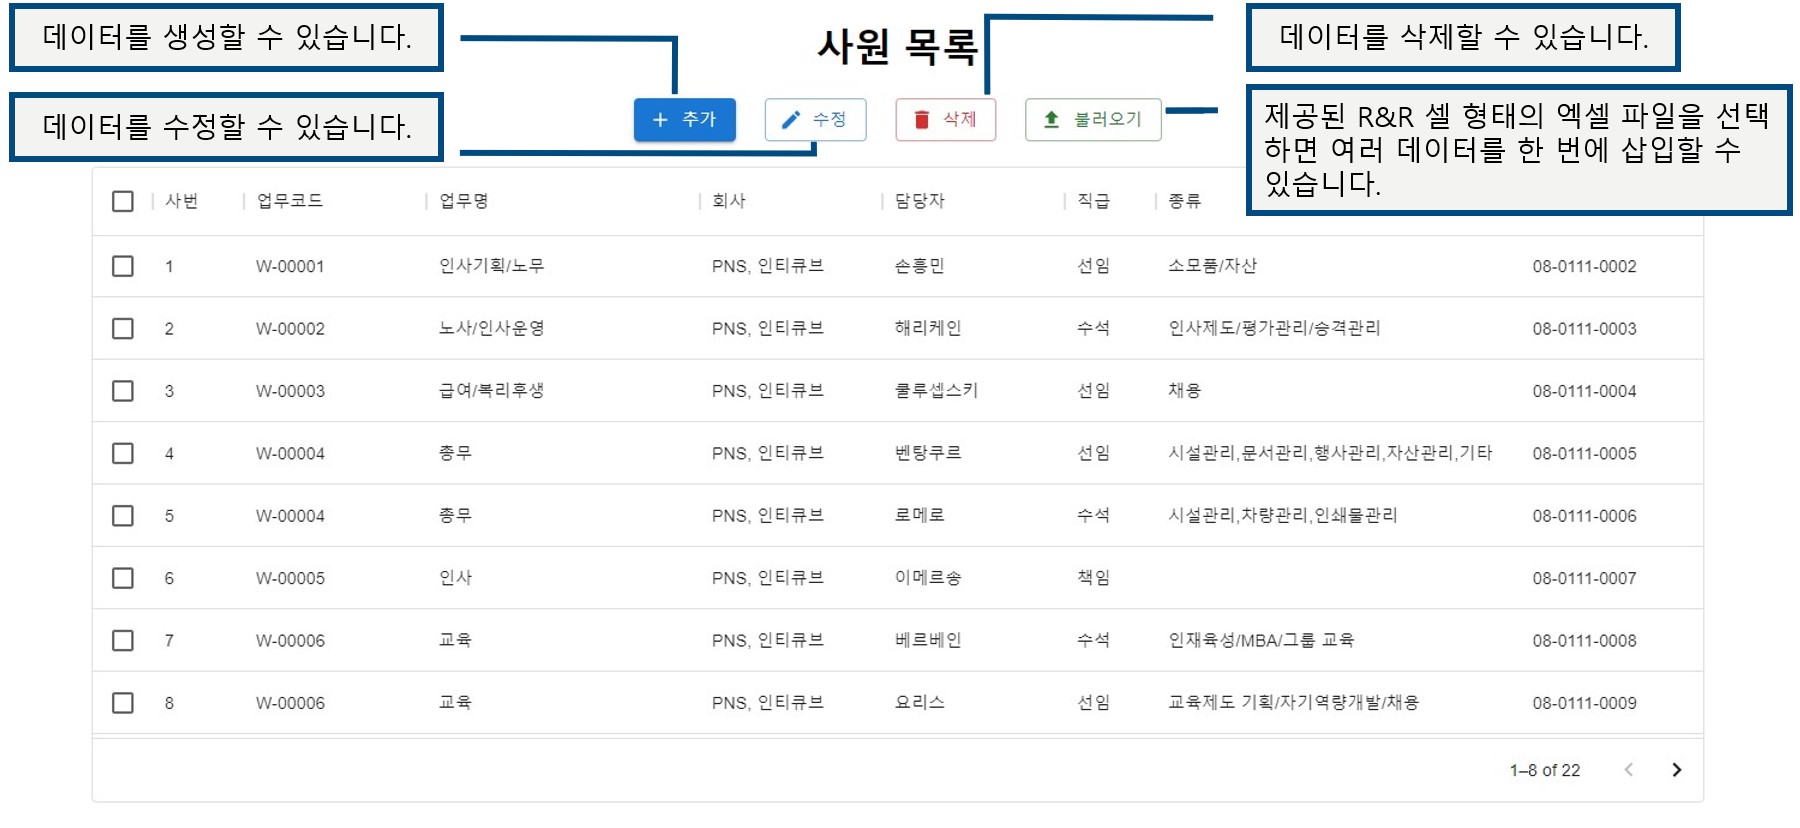 데이터를 생성할 수 있습니다.
사원 목록
데이터를 삭제할 수 있습니다.
데이터를 수정할 수 있습니다.
추가
수정
삭제
불러오기
제공된 R&R 셀 형태의 엑셀 파일을 선택
하면 여러 데이터를 한 번에 삽입할 수
있습니다.
사번 업무코드 업무명 회사 담당자 직급 종류
1 W-00001 인사기획/노무 PNS, 인티큐브 손흥민 선임 소모품/자산 08-0111-0002
2 W-00002 노사/인사운영 PNS, 인티큐브 해리케인 수석 인사제도/평가관리/승격관리 08-0111-0003
3 W-00003 급여/복리후생 PNS, 인티큐브 쿨루셉스키 선임 채용 08-0111-0004
4 W-00004 총무 PNS, 인티큐브 벤탕쿠르 선임 시설관리,문서관리,행사관리,자산관리,기타 08-0111-0005
5 W-00004 총무 PNS, 인티큐브 로메로 수석 시설관리,차량관리,인쇄물관리 08-0111-0006
6 W-00005 인사 PNS, 인티큐브 이메르송 책임 08-0111-0007
7 W-00006 교육 PNS, 인티큐브 베르베인 수석 인재육성/MBA/그룹 교육 08-0111-0008
8 W-00006 교육 PNS, 인티큐브 요리스 선임 교육제도 기획/자기역량개발/채용 08-0111-0009
1–8 of 22